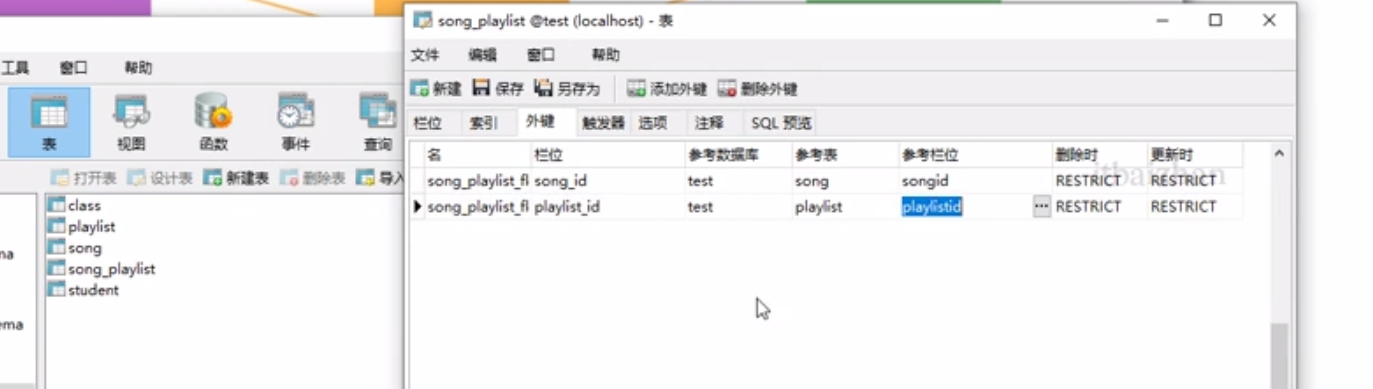 song_playlist @test (localhost) - 表
文件 编辑 窗口 帮助
工具 窗口 帮助
新建 保存 另存为 添加外键 删除外键
表 视图 函数 事件 查询
栏位 索引 外键 触发器 选项 注释 SQL 预览
名 栏位 参考数据库 参考表 参考栏位 删除时 更新时
song_playlist_fl song_id test song songid RESTRICT RESTRICT
song_playlist_fl playlist_id test playlist playlistid ... RESTRICT RESTRICT
itbaizhan
打开表 设计表 新建表 删除表 导入
class
playlist
song
song_playlist
student
na
ema